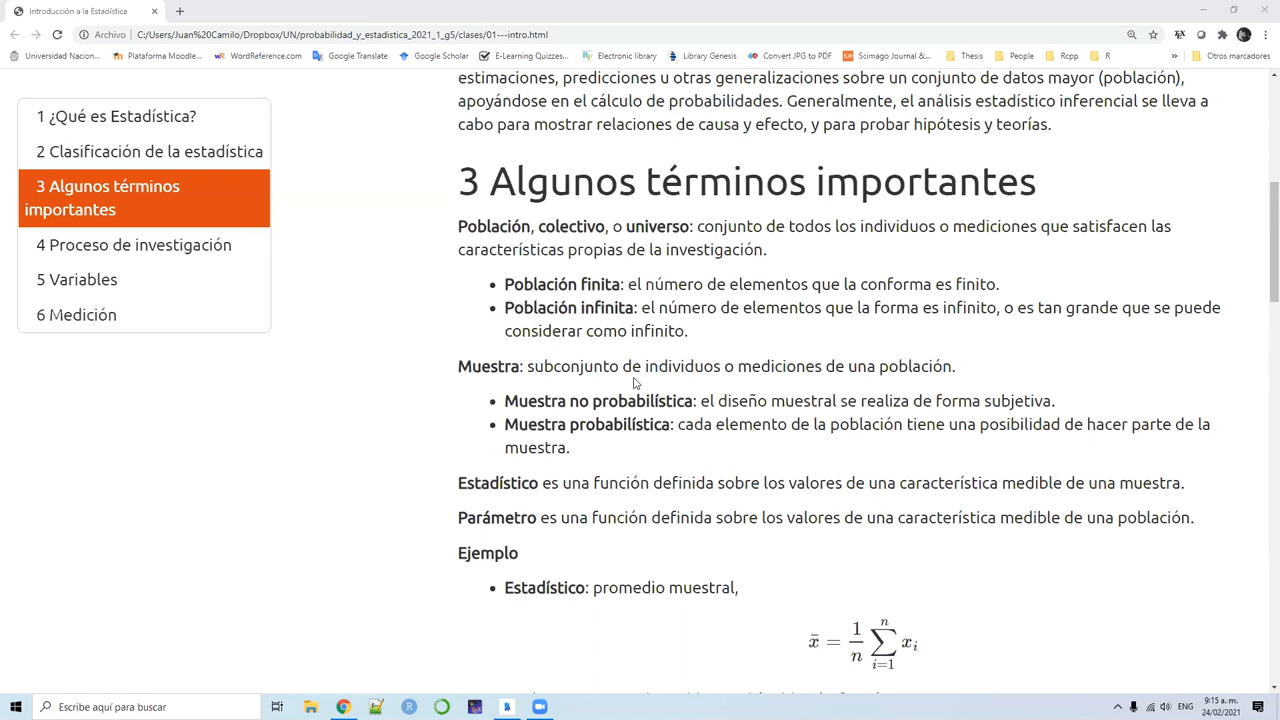 Introducción a la Estadística
Archivo | C:/Users/Juan%20Camilo/Dropbox/UN/probabilidad_y_estadistica_2021_1_g5/clases/01---intro.html
Universidad Nacion... Plataforma Moodle... WordReference.com Google Translate Google Scholar E-Learning Quizzes... Electronic library Library Genesis Convert JPG to PDF Scimago Journal &... Thesis People Rcpp R » Otros marcadores
1 ¿Qué es Estadística?
2 Clasificación de la estadística
3 Algunos términos
importantes
4 Proceso de investigación
5 Variables
6 Medición
estimaciones, predicciones u otras generalizaciones sobre un conjunto de datos mayor (población),
apoyándose en el cálculo de probabilidades. Generalmente, el análisis estadístico inferencial se lleva a
cabo para mostrar relaciones de causa y efecto, y para probar hipótesis y teorías.
3 Algunos términos importantes
Población, colectivo, o universo: conjunto de todos los individuos o mediciones que satisfacen las
características propias de la investigación.
• Población finita: el número de elementos que la conforma es finito.
• Población infinita: el número de elementos que la forma es infinito, o es tan grande que se puede
considerar como infinito.
Muestra: subconjunto de individuos o mediciones de una población.
• Muestra no probabilística: el diseño muestral se realiza de forma subjetiva.
• Muestra probabilística: cada elemento de la población tiene una posibilidad de hacer parte de la
muestra.
Estadístico es una función definida sobre los valores de una característica medible de una muestra.
Parámetro es una función definida sobre los valores de una característica medible de una población.
Ejemplo
• Estadístico: promedio muestral,
x̄ = 1/n ∑_{i=1}^{n} x_i
Escribe aquí para buscar
ENG
9:15 a. m.
24/02/2021